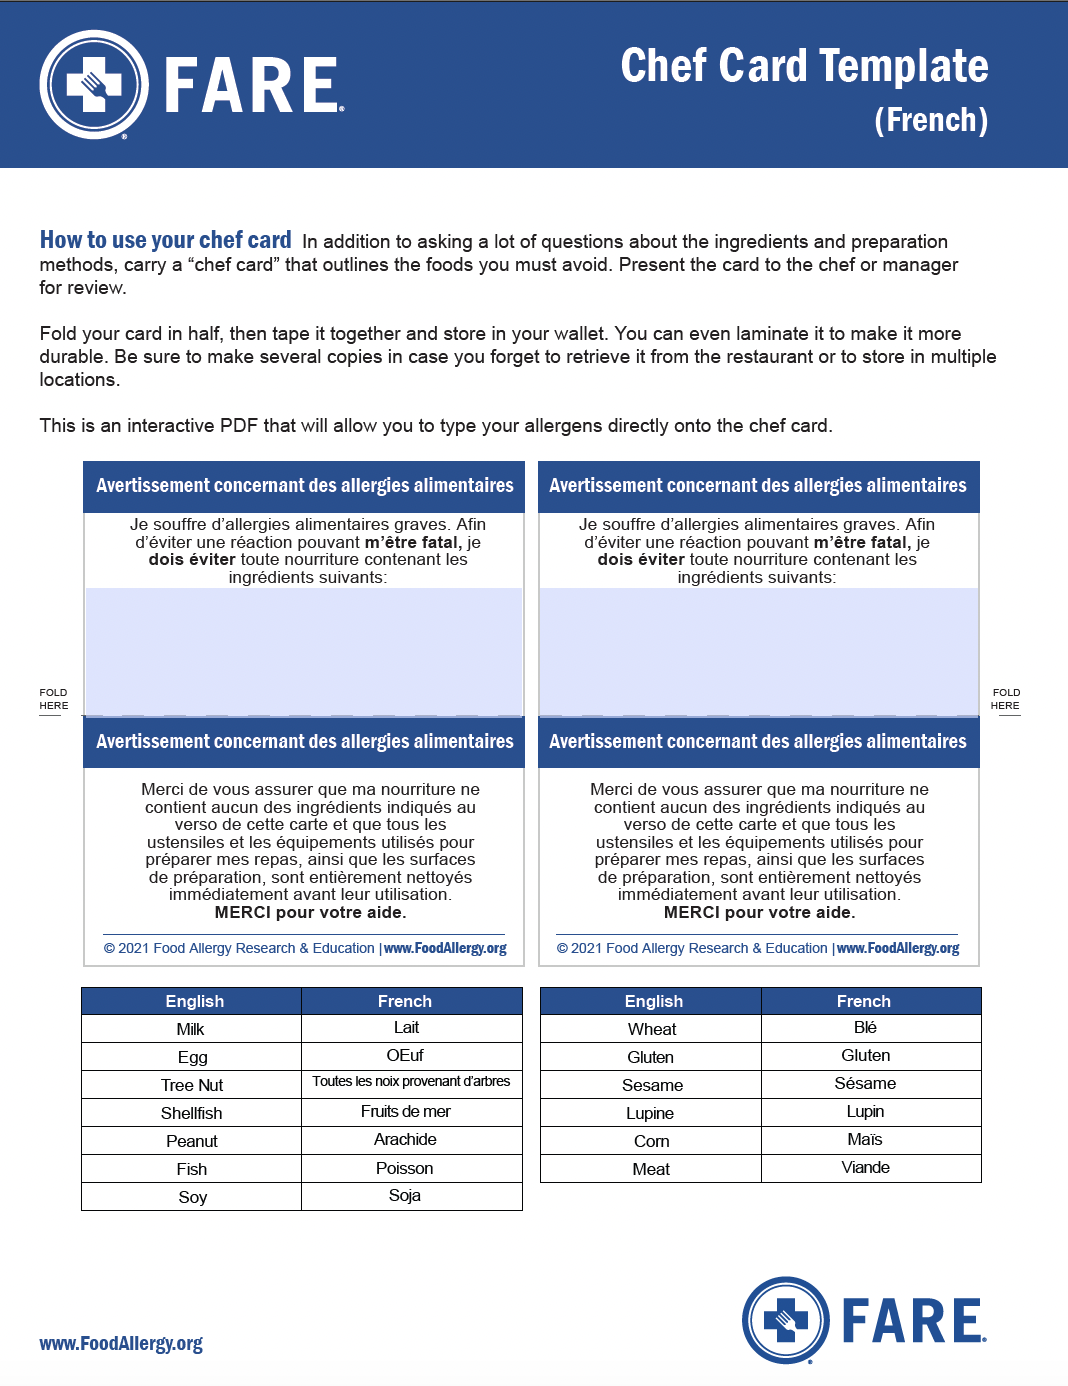 FARE®
Chef Card Template
(French)
How to use your chef card In addition to asking a lot of questions about the ingredients and preparation
methods, carry a “chef card” that outlines the foods you must avoid. Present the card to the chef or manager
for review.
Fold your card in half, then tape it together and store in your wallet. You can even laminate it to make it more
durable. Be sure to make several copies in case you forget to retrieve it from the restaurant or to store in multiple
locations.
This is an interactive PDF that will allow you to type your allergens directly onto the chef card.
Avertissement concernant des allergies alimentaires
Je souffre d’allergies alimentaires graves. Afin
d’éviter une réaction pouvant m’être fatal, je
dois éviter toute nourriture contenant les
ingrédients suivants:
Avertissement concernant des allergies alimentaires
Je souffre d’allergies alimentaires graves. Afin
d’éviter une réaction pouvant m’être fatal, je
dois éviter toute nourriture contenant les
ingrédients suivants:
FOLD
HERE
FOLD
HERE
Avertissement concernant des allergies alimentaires
Merci de vous assurer que ma nourriture ne
contient aucun des ingrédients indiqués au
verso de cette carte et que tous les
ustensiles et les équipements utilisés pour
préparer mes repas, ainsi que les surfaces
de préparation, sont entièrement nettoyés
immédiatement avant leur utilisation.
MERCI pour votre aide.
© 2021 Food Allergy Research & Education | www.FoodAllergy.org
Avertissement concernant des allergies alimentaires
Merci de vous assurer que ma nourriture ne
contient aucun des ingrédients indiqués au
verso de cette carte et que tous les
ustensiles et les équipements utilisés pour
préparer mes repas, ainsi que les surfaces
de préparation, sont entièrement nettoyés
immédiatement avant leur utilisation.
MERCI pour votre aide.
© 2021 Food Allergy Research & Education | www.FoodAllergy.org
English French
Milk Lait
Egg OEuf
Tree Nut Toutes les noix provenant d’arbres
Shellfish Fruits de mer
Peanut Arachide
Fish Poisson
Soy Soja
English French
Wheat Blé
Gluten Gluten
Sesame Sésame
Lupine Lupin
Corn Maïs
Meat Viande
www.FoodAllergy.org
FARE®